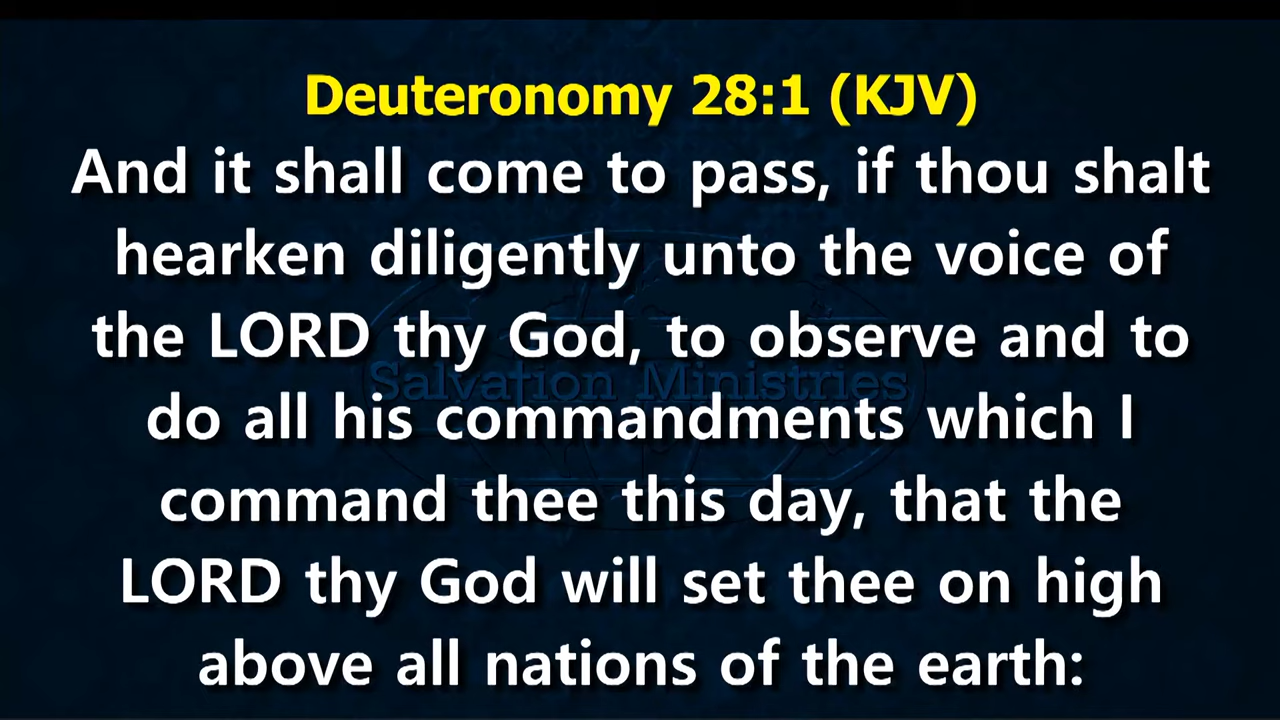 Deuteronomy 28:1 (KJV)
And it shall come to pass, if thou shalt
hearken diligently unto the voice of
the LORD thy God, to observe and to
Salvation Ministries
do all his commandments which I
command thee this day, that the
LORD thy God will set thee on high
above all nations of the earth: